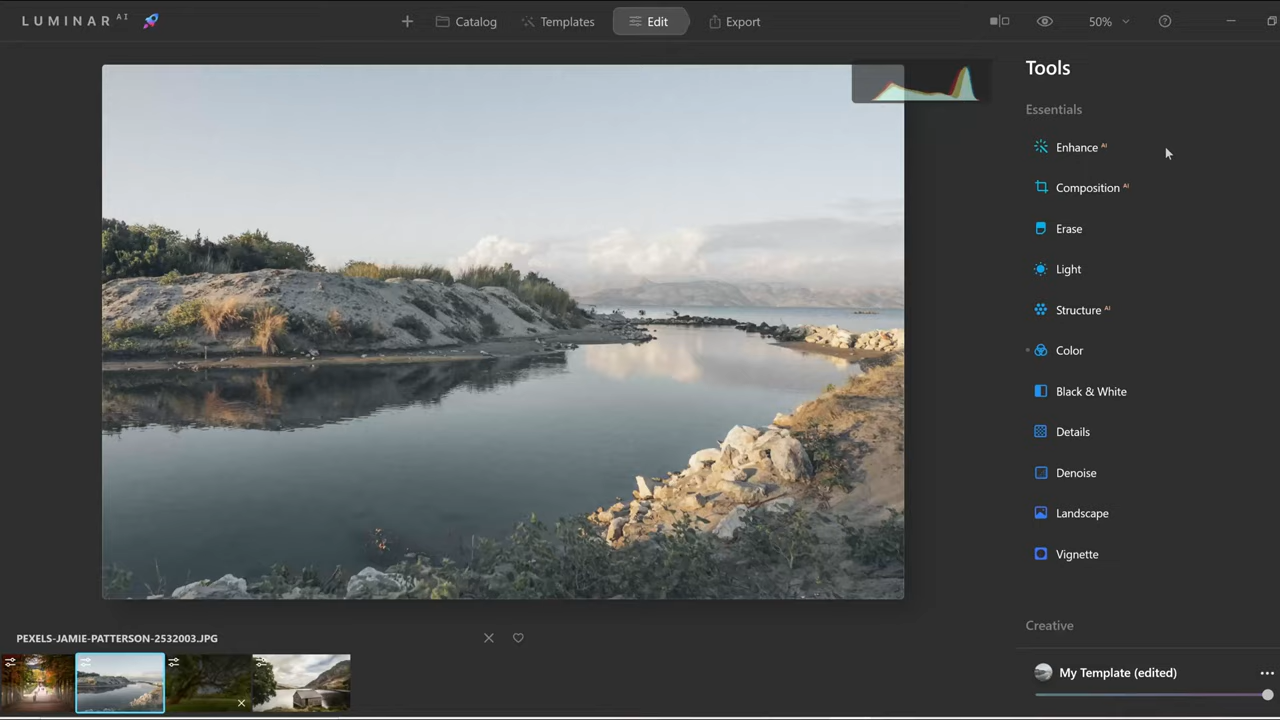 LUMINAR AI
Catalog
Templates
Edit
Export
50%
Tools
Essentials
Enhance AI
Composition AI
Erase
Light
Structure AI
Color
Black & White
Details
Denoise
Landscape
Vignette
Creative
PEXELS-JAMIE-PATTERSON-2532003.JPG
My Template (edited)